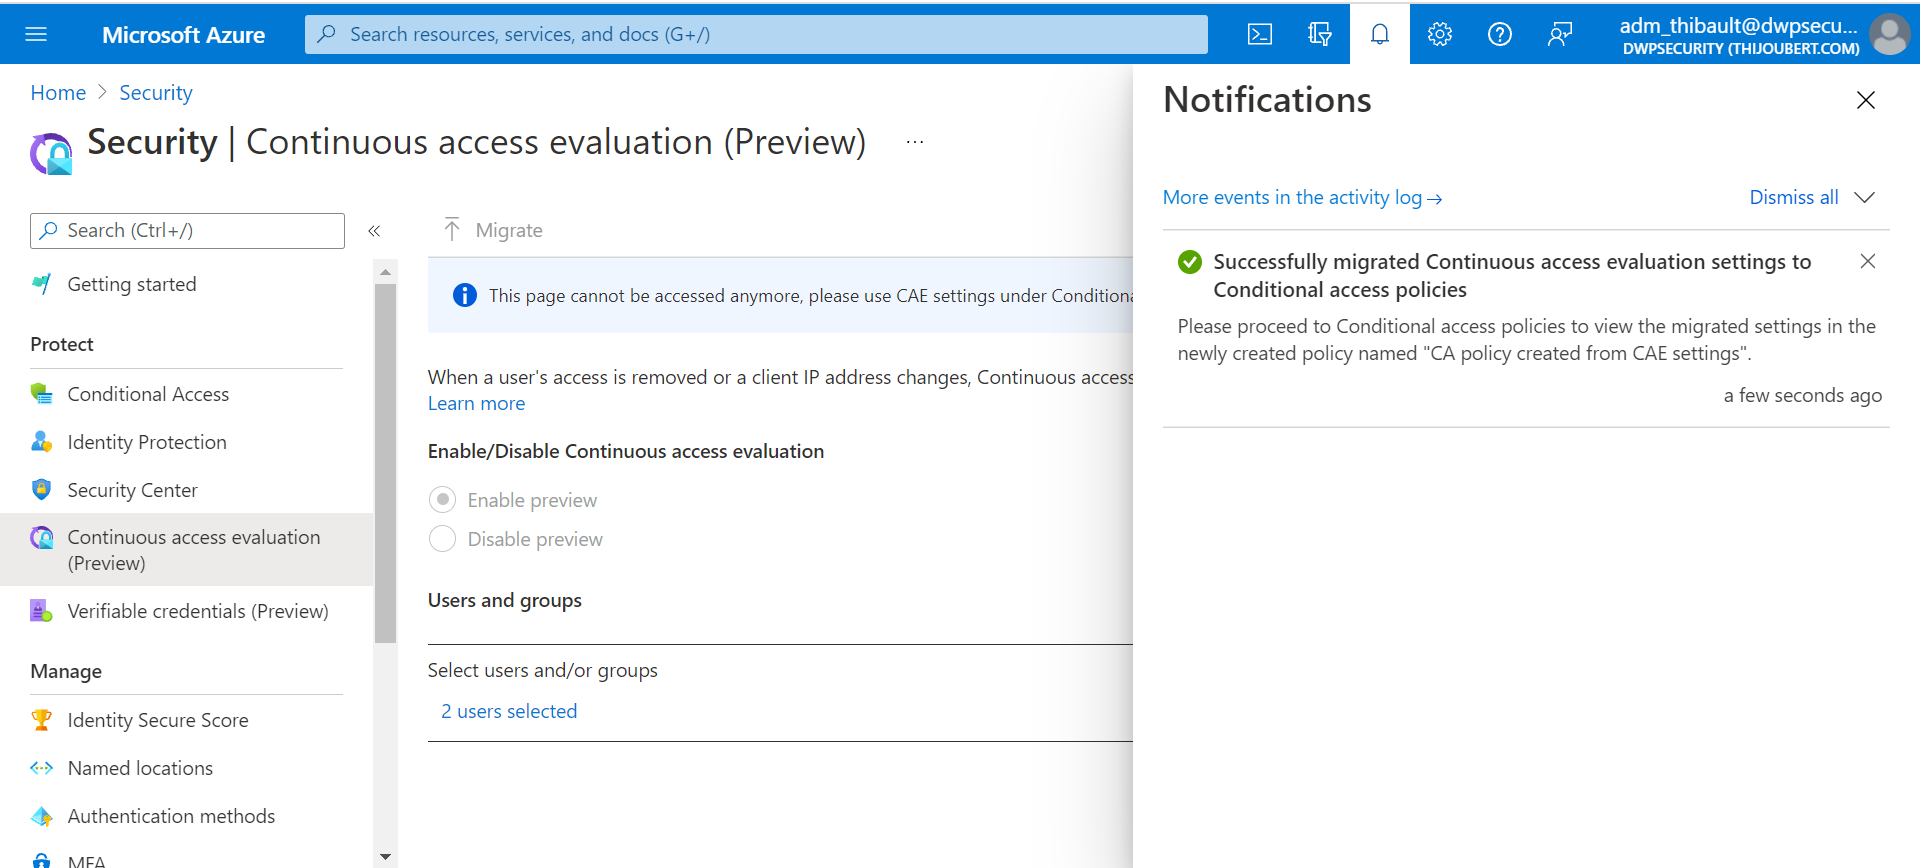 Microsoft Azure
Search resources, services, and docs (G+/)
adm_thibault@dwpsecu...
DWPSECURITY (THIJOUBERT.COM)
Home > Security
Security | Continuous access evaluation (Preview) ...
Search (Ctrl+/)
«
Getting started
Protect
Conditional Access
Identity Protection
Security Center
Continuous access evaluation
(Preview)
Verifiable credentials (Preview)
Manage
Identity Secure Score
Named locations
Authentication methods
MFA
Migrate
This page cannot be accessed anymore, please use CAE settings under Conditiona
When a user's access is removed or a client IP address changes, Continuous access
Learn more
Enable/Disable Continuous access evaluation
Enable preview
Disable preview
Users and groups
Select users and/or groups
2 users selected
Notifications
More events in the activity log →
Dismiss all
Successfully migrated Continuous access evaluation settings to
Conditional access policies
Please proceed to Conditional access policies to view the migrated settings in the
newly created policy named "CA policy created from CAE settings".
a few seconds ago